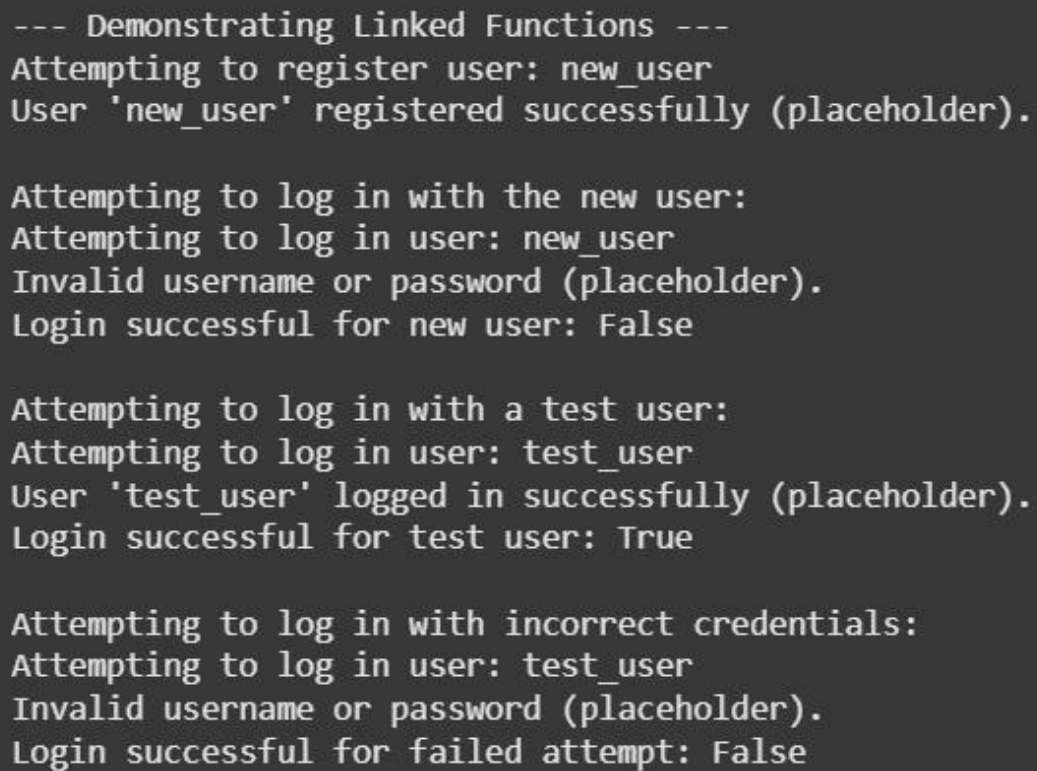 --- Demonstrating Linked Functions ---
Attempting to register user: new_user
User 'new_user' registered successfully (placeholder).
Attempting to log in with the new user:
Attempting to log in user: new_user
Invalid username or password (placeholder).
Login successful for new user: False
Attempting to log in with a test user:
Attempting to log in user: test_user
User 'test_user' logged in successfully (placeholder).
Login successful for test user: True
Attempting to log in with incorrect credentials:
Attempting to log in user: test_user
Invalid username or password (placeholder).
Login successful for failed attempt: False